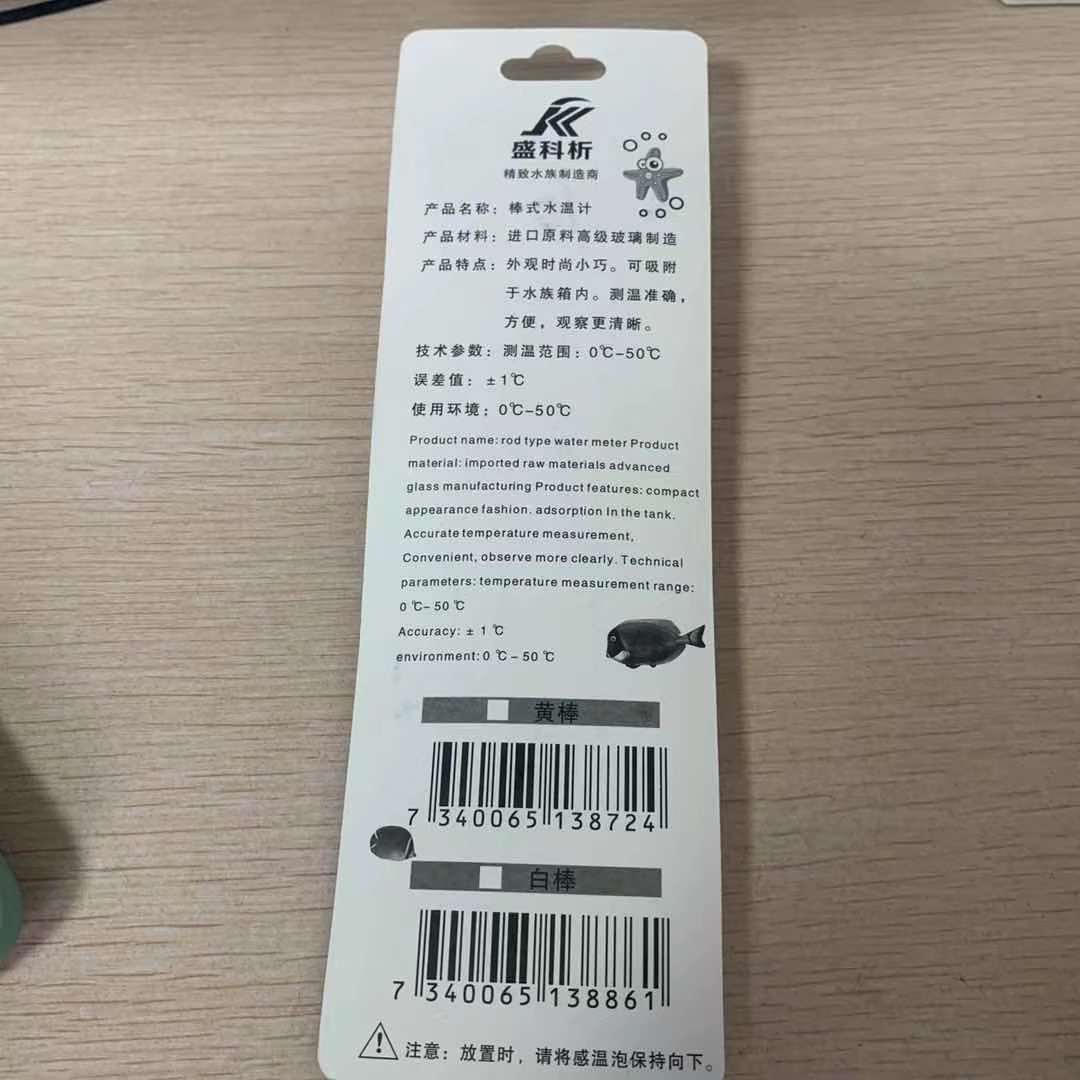 盛科析
精致水族制造商
产品名称：棒式水温计
产品材料：进口原料高级玻璃制造
产品特点：外观时尚小巧。可吸附
于水族箱内。测温准确，
方便，观察更清晰。
技术参数：测温范围：0℃-50℃
误差值：±1℃
使用环境：0℃-50℃
Product name: rod type water meter Product
material: imported raw materials advanced
glass manufacturing Product features: compact
appearance fashion. adsorption In the tank.
Accurate temperature measurement,
Convenient, observe more clearly. Technical
parameters: temperature measurement range:
0 ℃- 50 ℃
Accuracy: ± 1 ℃
environment: 0 ℃ - 50 ℃
黄棒
7 340065 138724
白棒
7 340065 138861
注意：放置时，请将感温泡保持向下。